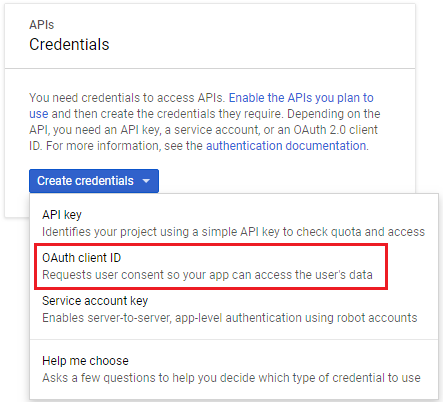 APIs
Credentials
You need credentials to access APIs. Enable the APIs you plan to
use and then create the credentials they require. Depending on
the API, you need an API key, a service account, or an OAuth 2.0 client
ID. For more information, see the authentication documentation.
Create credentials
API key
Identifies your project using a simple API key to check quota and access
OAuth client ID
Requests user consent so your app can access the user's data
Service account key
Enables server-to-server, app-level authentication using robot accounts
Help me choose
Asks a few questions to help you decide which type of credential to use